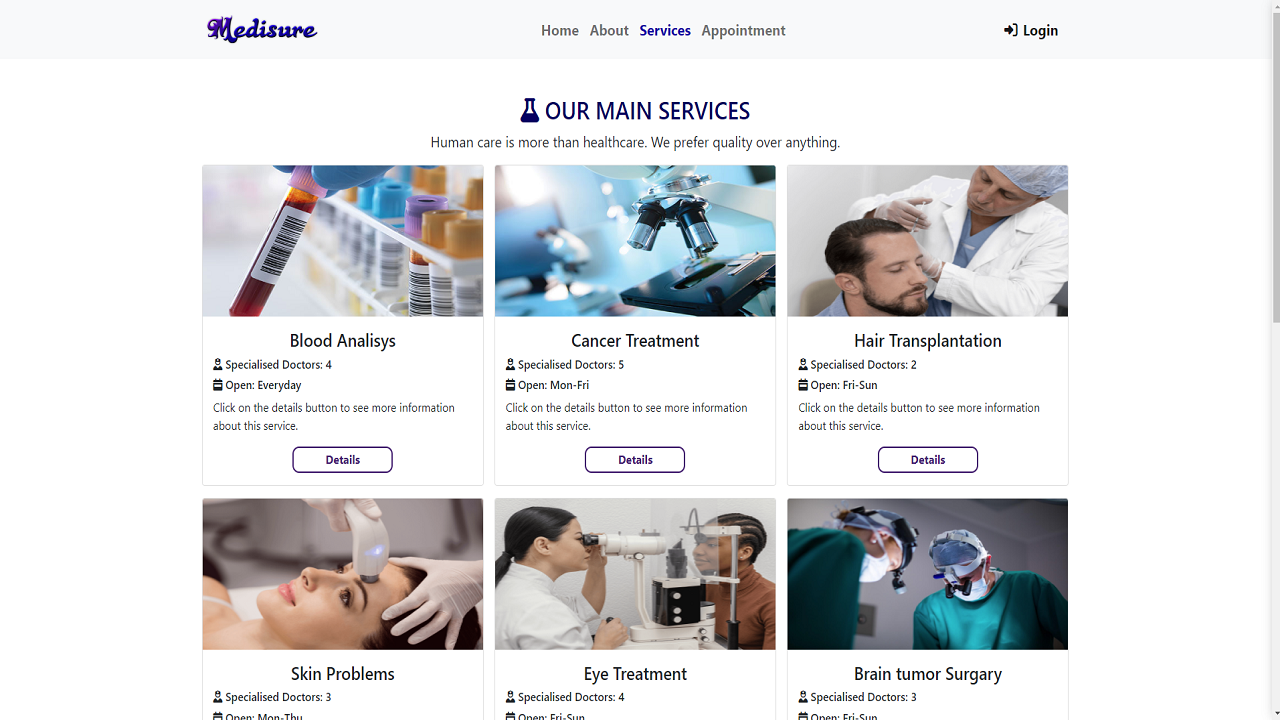 Medisure
Home About Services Appointment
Login
OUR MAIN SERVICES
Human care is more than healthcare. We prefer quality over anything.
Blood Analisys
Specialised Doctors: 4
Open: Everyday
Click on the details button to see more information
about this service.
Details
Cancer Treatment
Specialised Doctors: 5
Open: Mon-Fri
Click on the details button to see more information
about this service.
Details
Hair Transplantation
Specialised Doctors: 2
Open: Fri-Sun
Click on the details button to see more information
about this service.
Details
Skin Problems
Specialised Doctors: 3
Open: Mon-Thu
Eye Treatment
Specialised Doctors: 4
Open: Fri-Sun
Brain tumor Surgary
Specialised Doctors: 3
Open: Fri-Sun